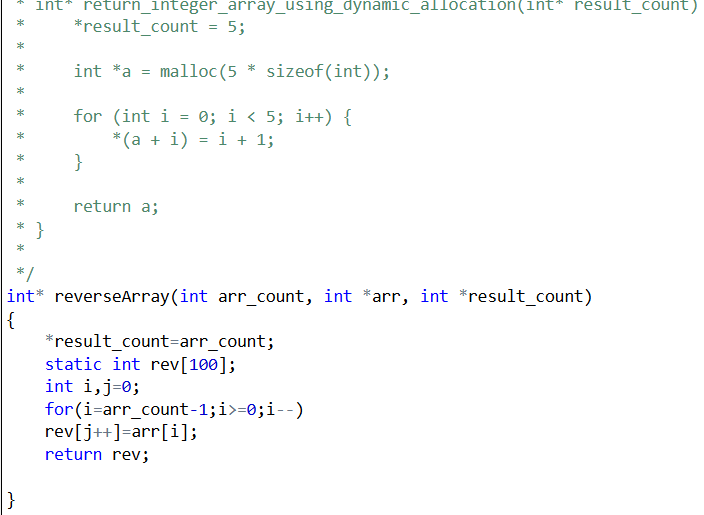 * int* return_integer_array_using_dynamic_allocation(int* result_count)
*     *result_count = 5;
*
*     int *a = malloc(5 * sizeof(int));
*
*     for (int i = 0; i < 5; i++) {
*         *(a + i) = i + 1;
*     }
*
*     return a;
* }
*
*/
int* reverseArray(int arr_count, int *arr, int *result_count)
{
    *result_count=arr_count;
    static int rev[100];
    int i,j=0;
    for(i=arr_count-1;i>=0;i--)
    rev[j++]=arr[i];
    return rev;
}